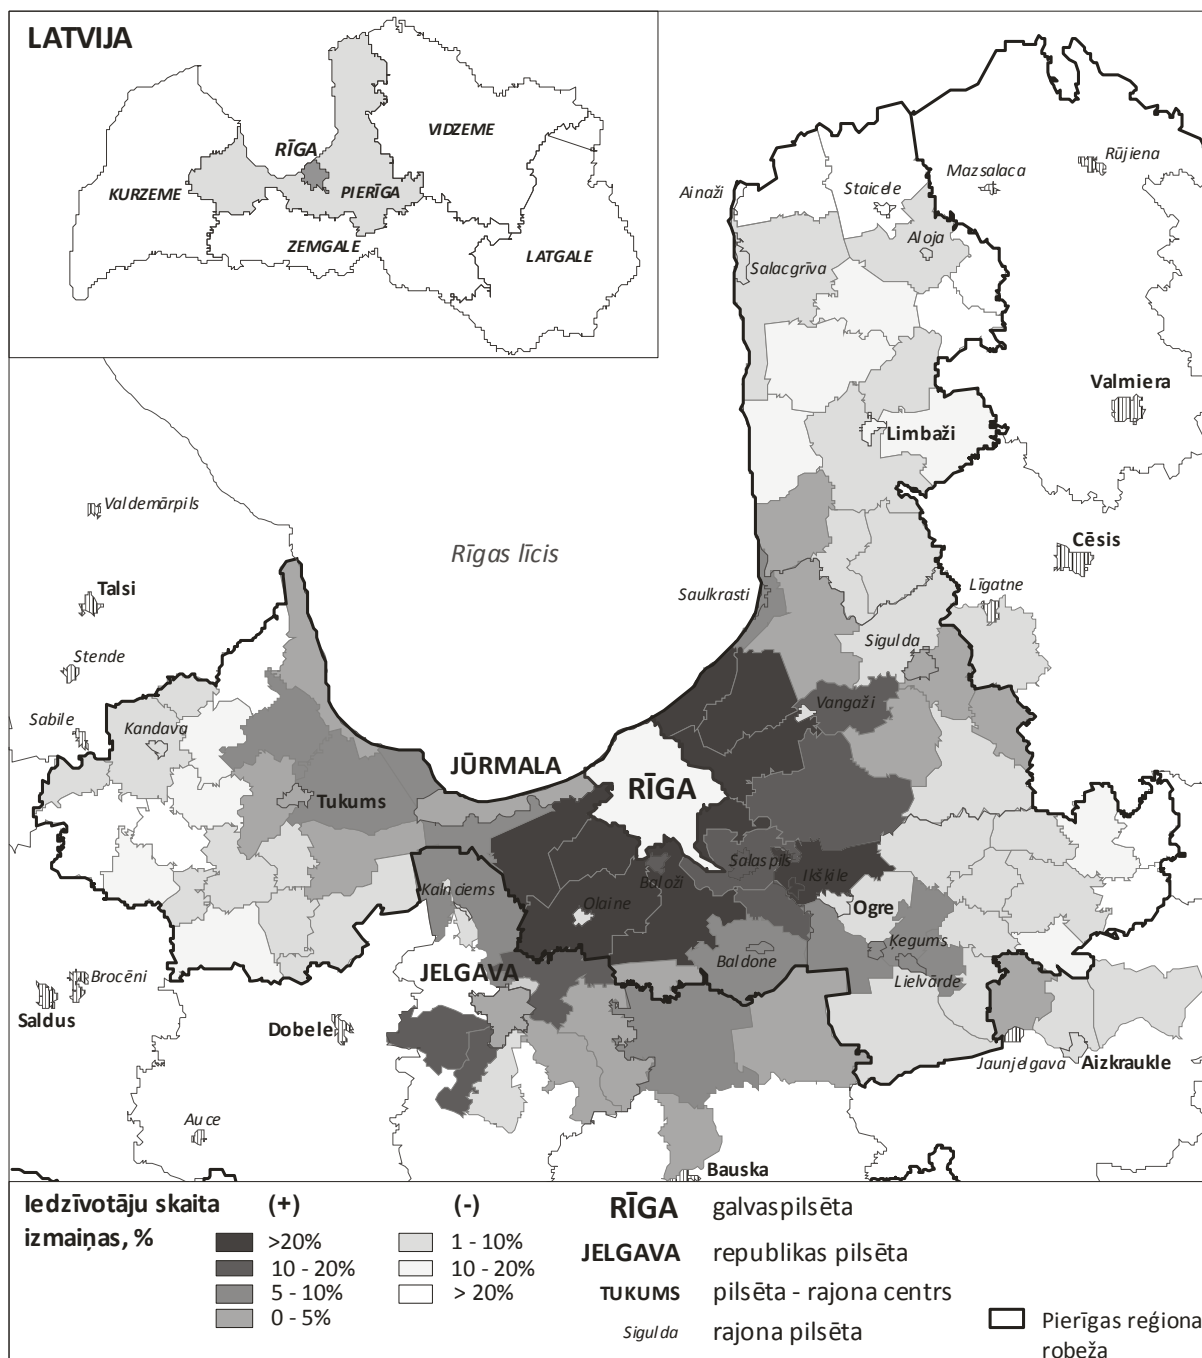 LATVIJA
VIDZEME
RĪGA
KURZEME
PIERĪGA
ZEMGALE
LATGALE
Rūjiena
Mazsalaca
Ainaži
Staicele
Aloja
Salacgrīva
Valmiera
Limbaži
Valdemārpils
Rīgas līcis
Cēsis
Talsi
Saulkrasti
Līgatne
Stende
Sigulda
Sabile
Kandava
Vangaži
JŪRMALA
RĪGA
Tukums
Salaspils
Ikšķile
Kalnciems
Baloži
Olaine
Ogre
Ķegums
JELGAVA
Baldone
Brocēni
Lielvārde
Saldus
Dobele
Jaunjelgava
Aizkraukle
Auce
Bauska
Iedzīvotāju skaita
izmaiņas, %
(+)
>20%
10 - 20%
5 - 10%
0 - 5%
(-)
1 - 10%
10 - 20%
> 20%
RĪGA galvaspilsēta
JELGAVA republikas pilsēta
TUKUMS pilsēta - rajona centrs
Sigulda rajona pilsēta
Pierīgas reģiona
robeža